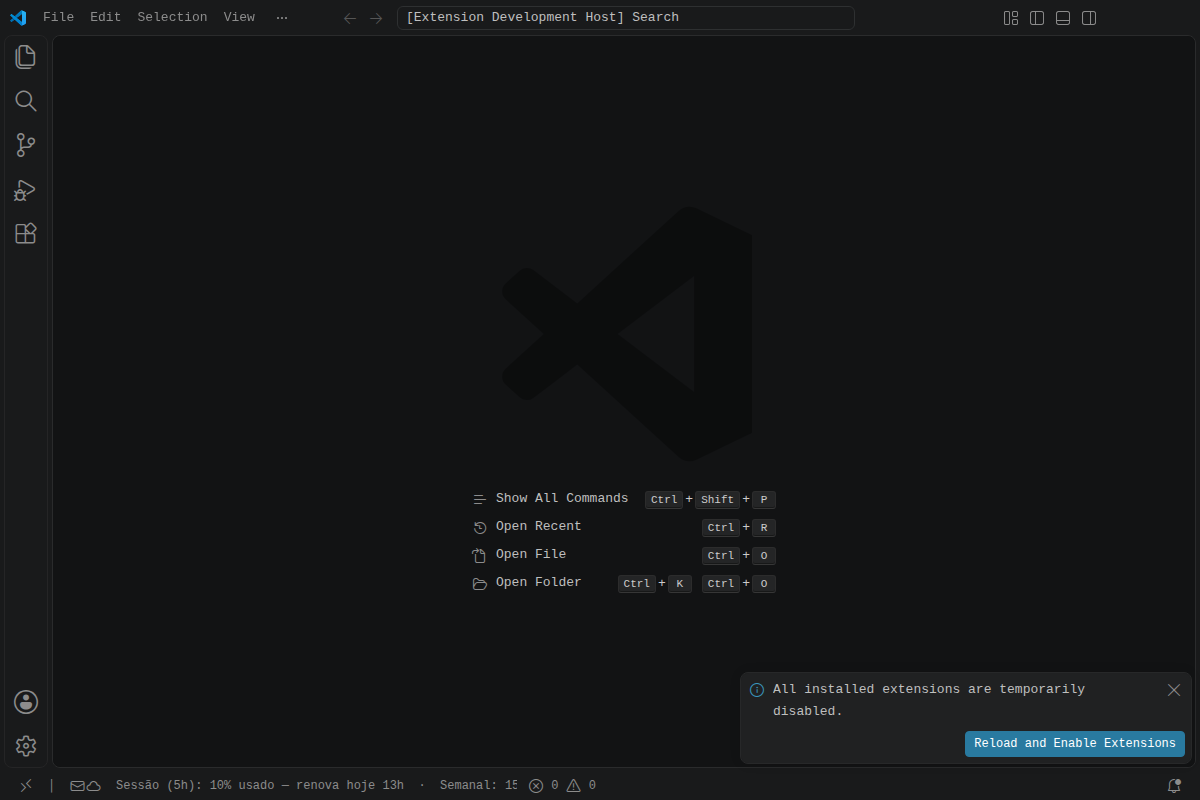 File Edit Selection View ··· [Extension Development Host] Search
Show All Commands Ctrl + Shift + P
Open Recent Ctrl + R
Open File Ctrl + O
Open Folder Ctrl + K Ctrl + O
All installed extensions are temporarily
disabled.
Reload and Enable Extensions
| Sessão (5h): 10% usado — renova hoje 13h · Semanal: 15 0 0